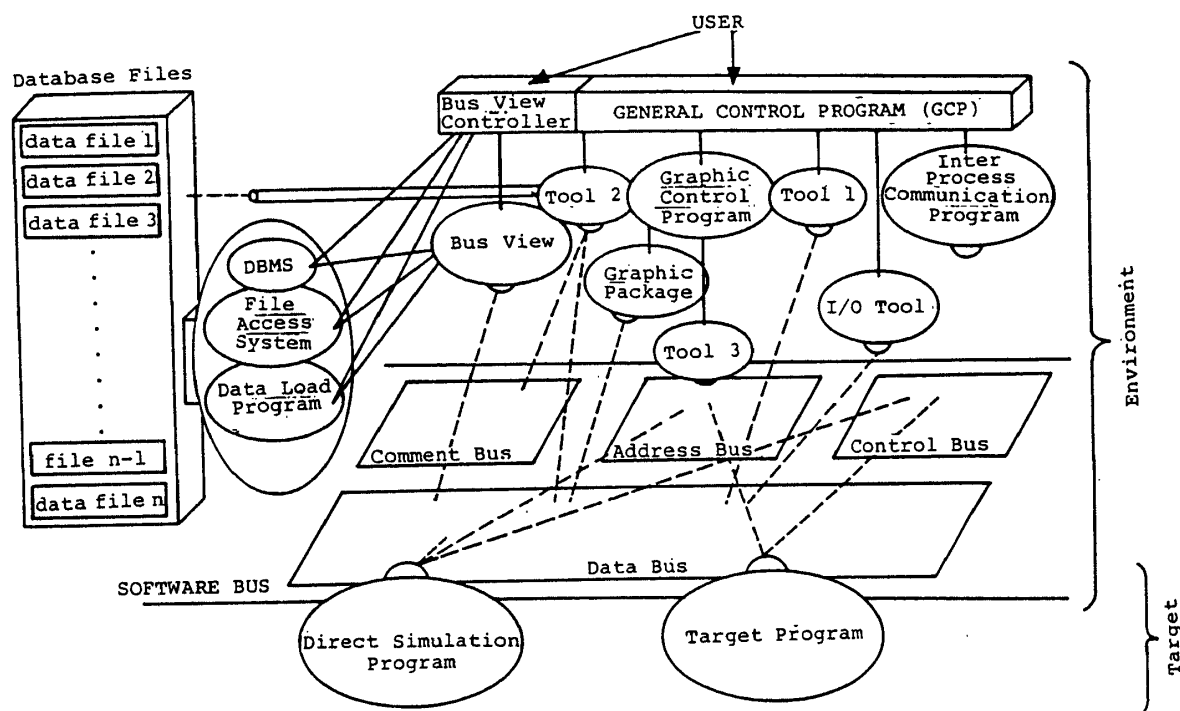 USER
Database Files
Bus View
Controller
GENERAL CONTROL PROGRAM (GCP)
data file 1
data file 2
data file 3
file n-1
data file n
DBMS
File
Access
System
Data Load
Program
Bus View
Tool 2
Graphic
Control
Program
Tool 1
Inter
Process
Communication
Program
Graphic
Package
I/O Tool
Tool 3
Comment Bus
Address Bus
Control Bus
Data Bus
SOFTWARE BUS
Direct Simulation
Program
Target Program
Environment
Target